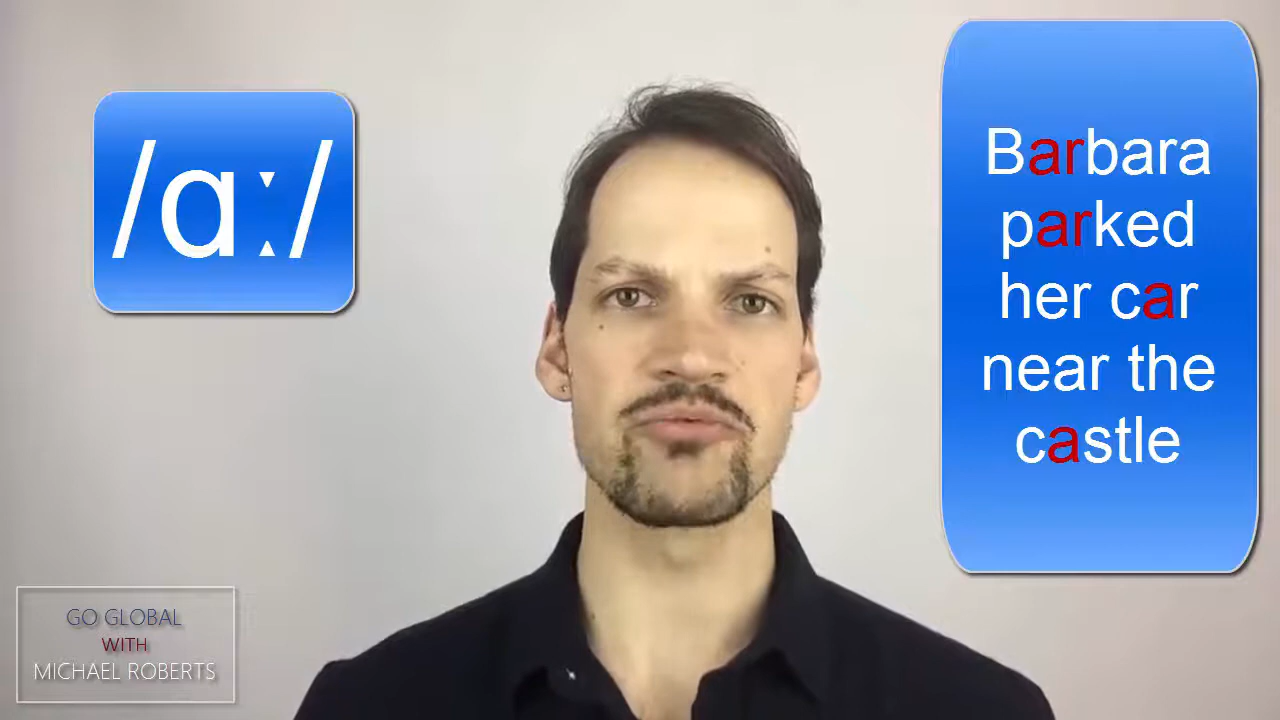 /ɑː/
Barbara
parked
her car
near the
castle
GO GLOBAL
WITH
MICHAEL ROBERTS